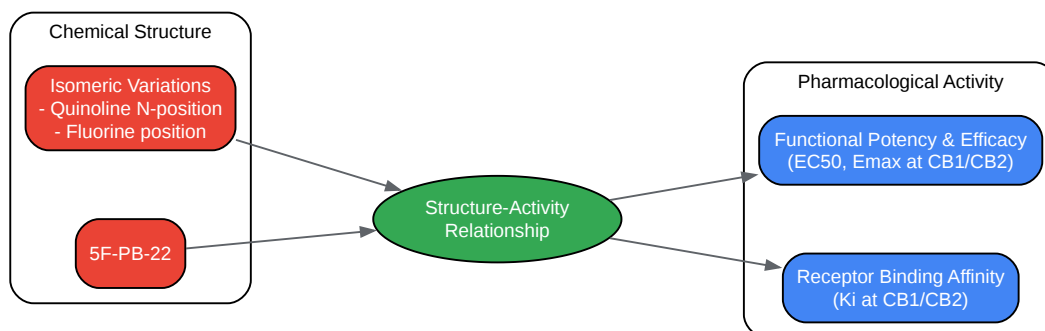 Chemical Structure
Isomeric Variations
- Quinoline N-position
- Fluorine position
5F-PB-22
Structure-Activity
Relationship
Pharmacological Activity
Functional Potency & Efficacy
(EC50, Emax at CB1/CB2)
Receptor Binding Affinity
(Ki at CB1/CB2)